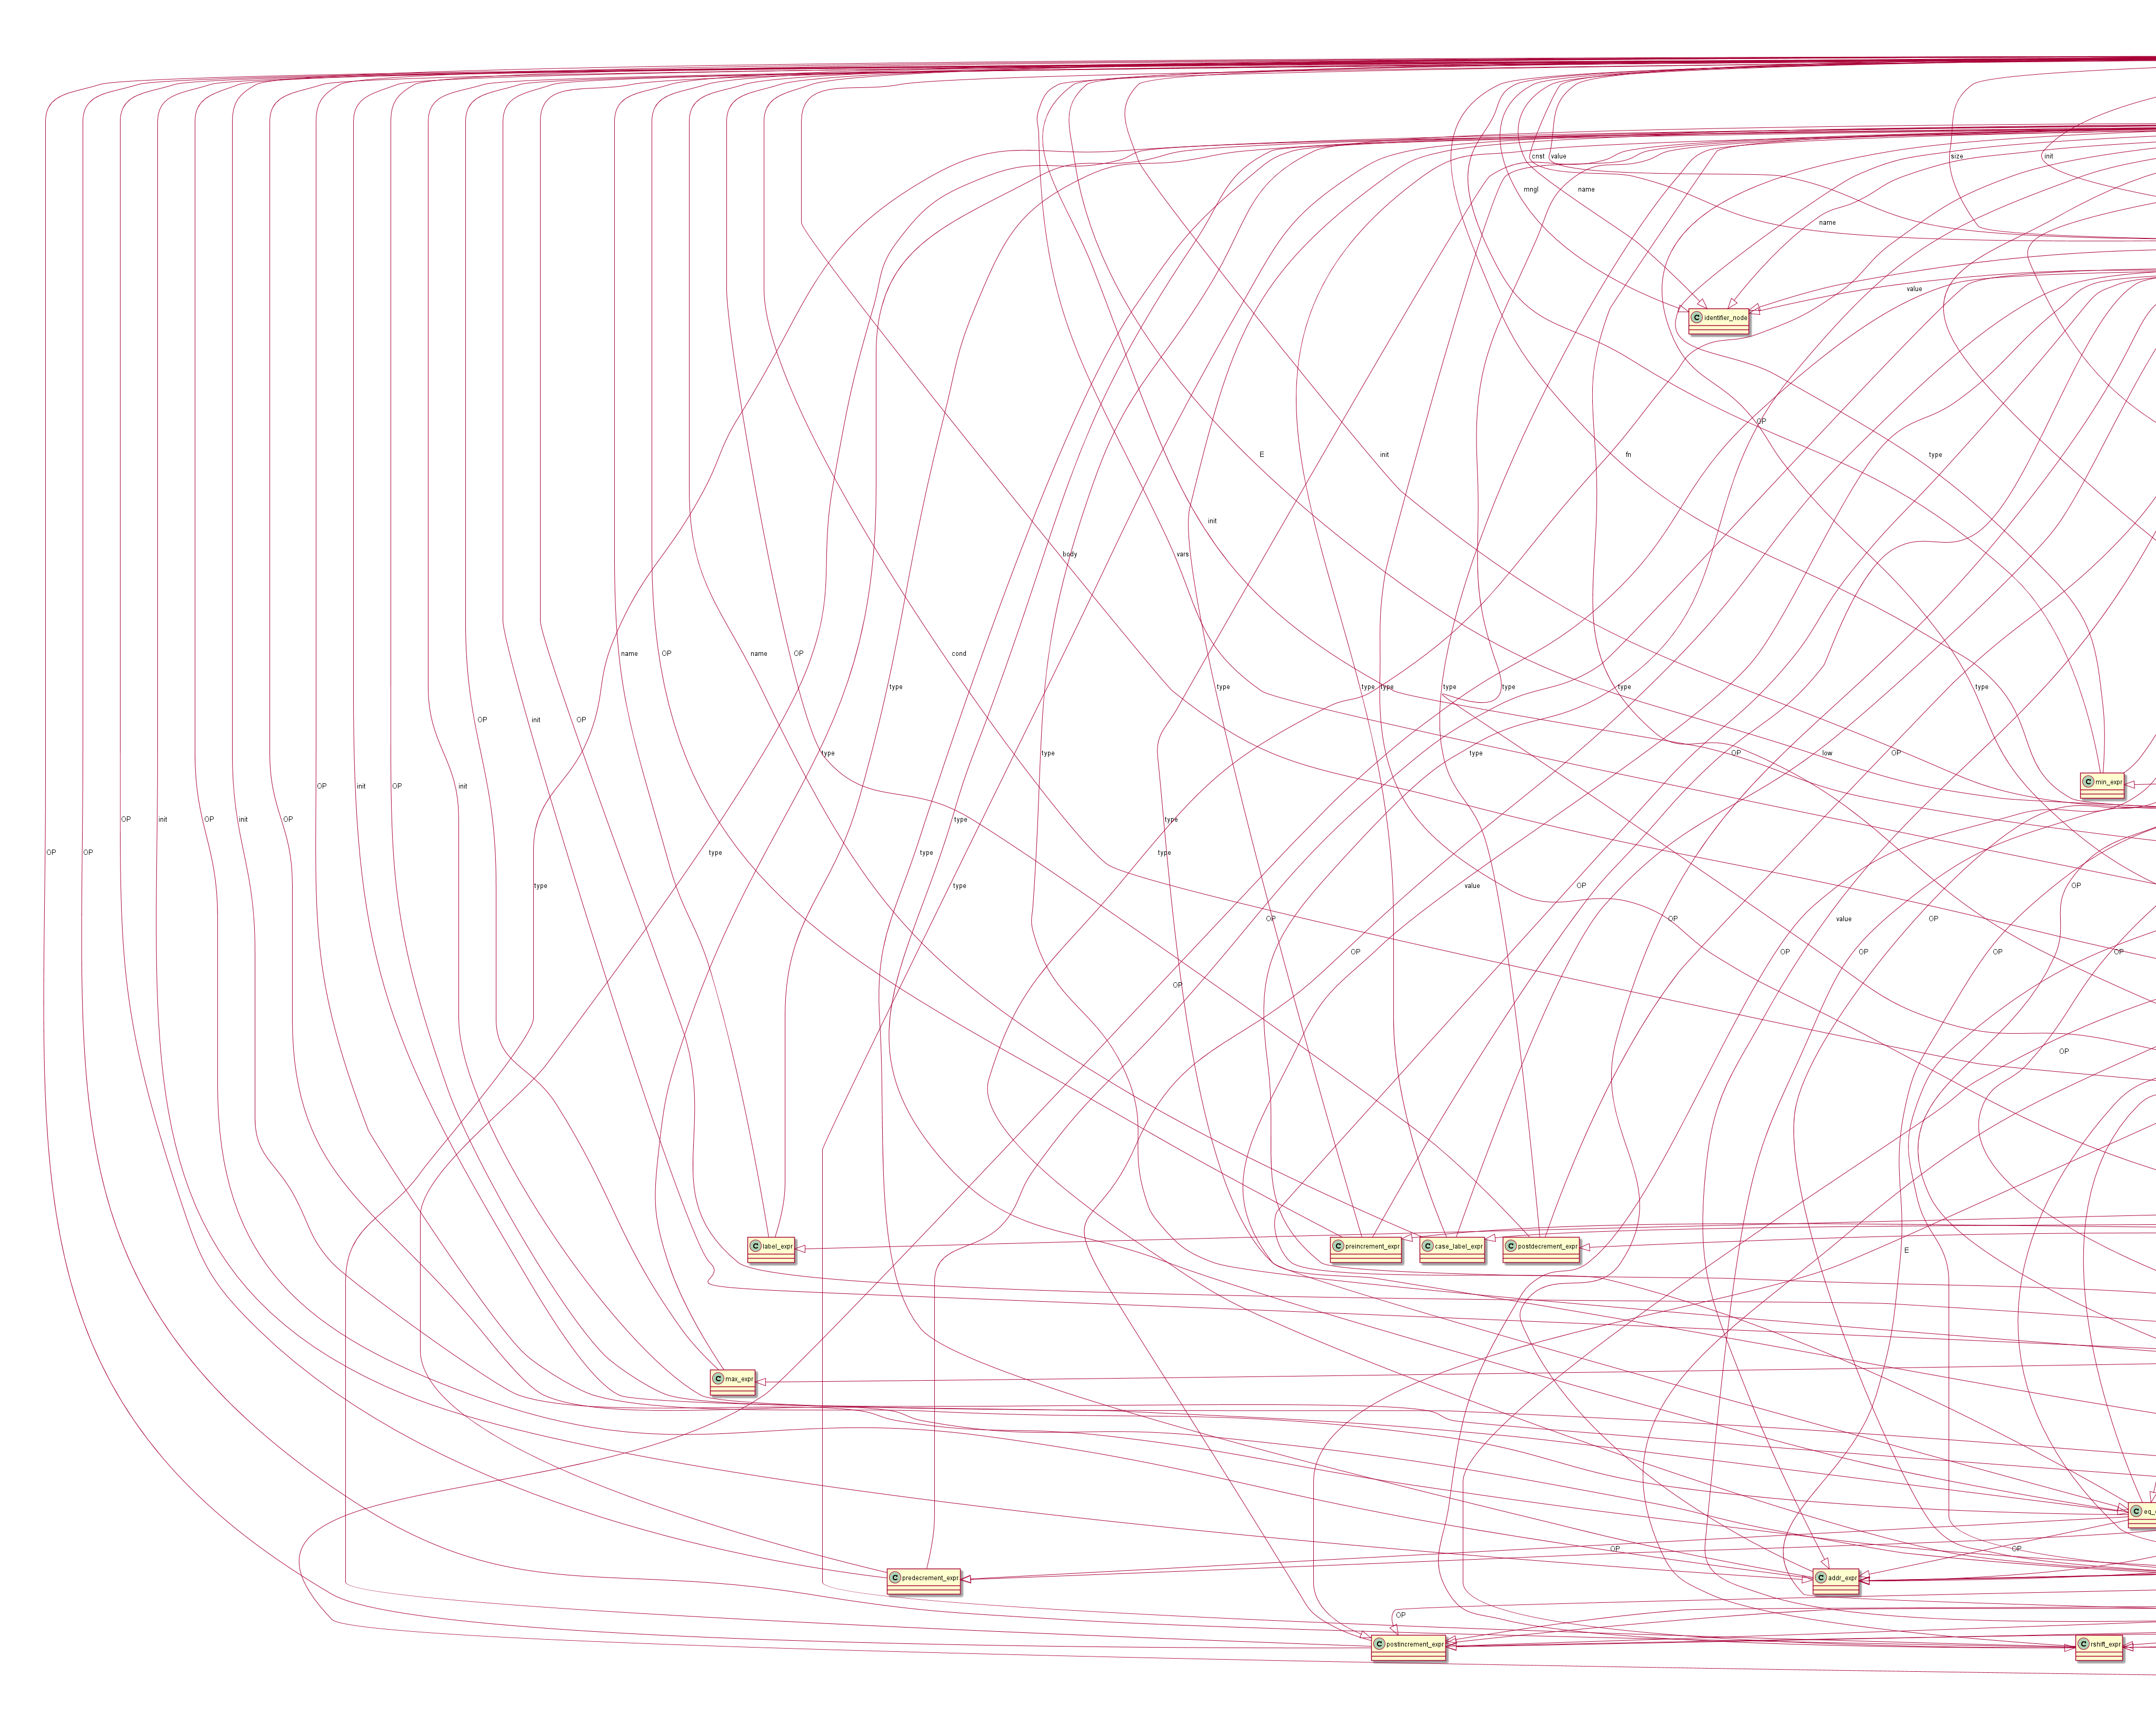 cnst
value
size
init
mngl
name
name
value
C identifier_node
OP
E
init
fn
type
init
body
vars
name
OP
name
OP
cond
type
type
type
type
type
type
type
type
init
OP
init
OP
type
type
OP
low
OP
C min_expr
OP
init
OP
init
OP
init
OP
init
OP
OP
OP
type
type
type
type
type
type
type
value
OP
OP
OP
OP
value
OP
OP
OP
OP
OP
OP
OP
OP
C label_expr
C preincrement_expr
C case_label_expr
C postdecrement_expr
E
C max_expr
C eq_
OP
OP
C predecrement_expr
C addr_expr
OP
C postincrement_expr
C rshift_expr